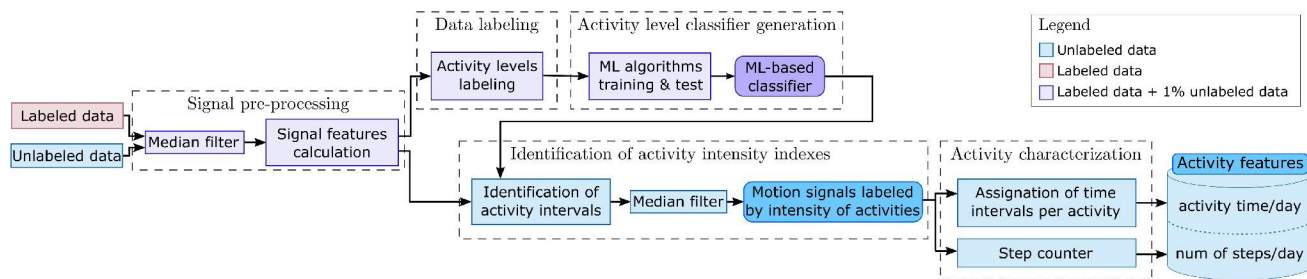 Data labeling
Activity level classifier generation
Legend
Unlabeled data
Labeled data
Labeled data + 1% unlabeled data
Activity levels
labeling
ML algorithms
training & test
ML-based
classifier
Signal pre-processing
Labeled data
Unlabeled data
Median filter
Signal features
calculation
Identification of activity intensity indexes
Identification of
activity intervals
Median filter
Motion signals labeled
by intensity of activities
Activity characterization
Assignation of time
intervals per activity
Step counter
Activity features
activity time/day
num of steps/day